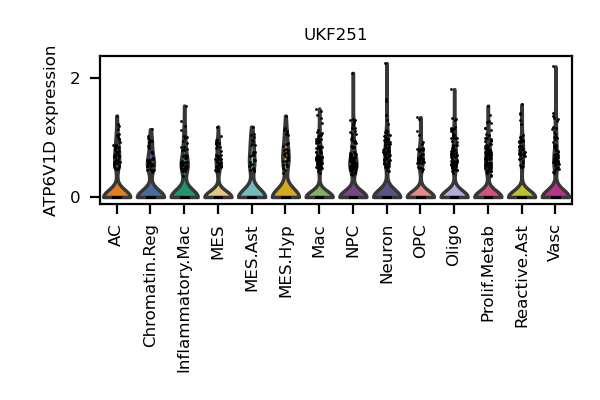 UKF251
ATP6V1D expression
2
0
AC
Chromatin.Reg
Inflammatory.Mac
MES
MES.Ast
MES.Hyp
Mac
NPC
Neuron
OPC
Oligo
Prolif.Metab
Reactive.Ast
Vasc